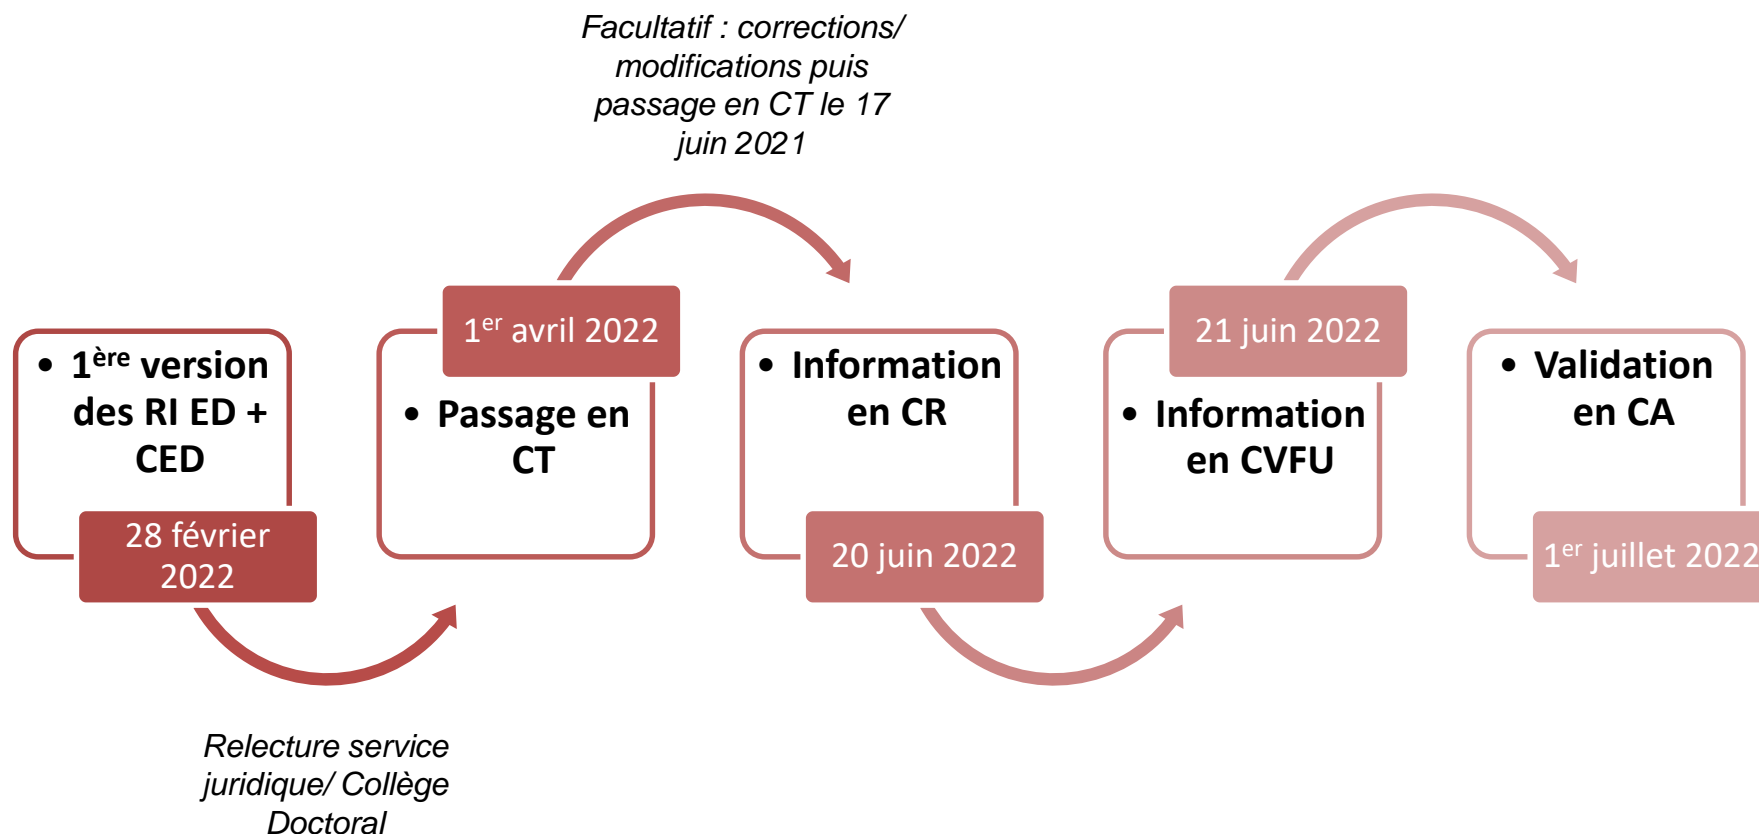 Facultatif : corrections/
modifications puis
passage en CT le 17
juin 2021
• 1ère version
des RI ED +
CED
28 février
2022
Relecture service
juridique/ Collège
Doctoral
1er avril 2022
• Passage en
CT
• Information
en CR
20 juin 2022
21 juin 2022
• Information
en CVFU
• Validation
en CA
1er juillet 2022